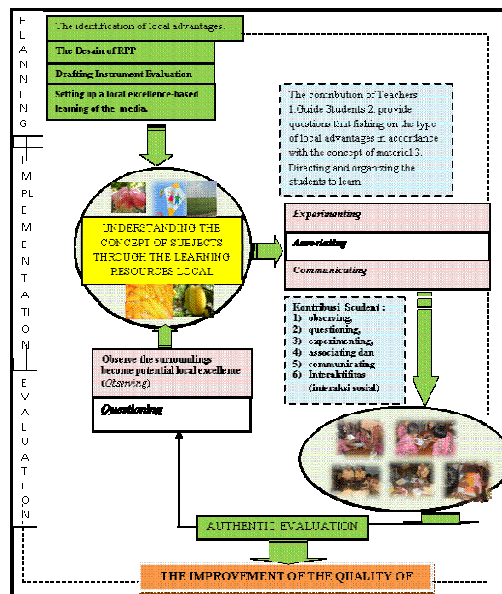 PLANNING
IMPLEMENTATION
EVALUATION
The identification of local advantages.
The Desain of RPP
Drafting Instrument Evaluation
Setting up a local excellence-based
learning of the media.
The contribution of Teachers
1.Guide Students 2. provide
questions that fishing on the type
of local advantages in accordance
with the concept of materiel 3.
Directing and organizing the
students to learn
UNDERSTANDING THE
CONCEPT OF SUBJECTS
THROUGH THE LEARNING
RESOURCES LOCAL
Experimenting
Associating
Communicating
Kontribusi Student :
1) observing,
2) questioning,
3) experimenting,
4) associating dan
5) communicating
6) Interaktifitas
(interaksi sosial)
Observe the surroundings
become potential local excellence
(Observing)
Questioning
AUTHENTIC EVALUATION
THE IMPROVEMENT OF THE QUALITY OF